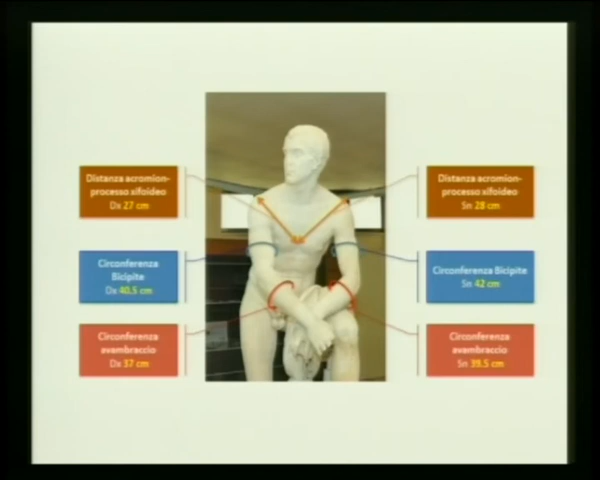 Distanza acromion-
processo xifoideo
Dx 27 cm
Distanza acromion-
processo xifoideo
Sn 28 cm
Circonferenza
Bicipite
Dx 40,5 cm
Circonferenza Bicipite
Sn 42 cm
Circonferenza
avambraccio
Dx 37 cm
Circonferenza
avambraccio
Sn 39.5 cm